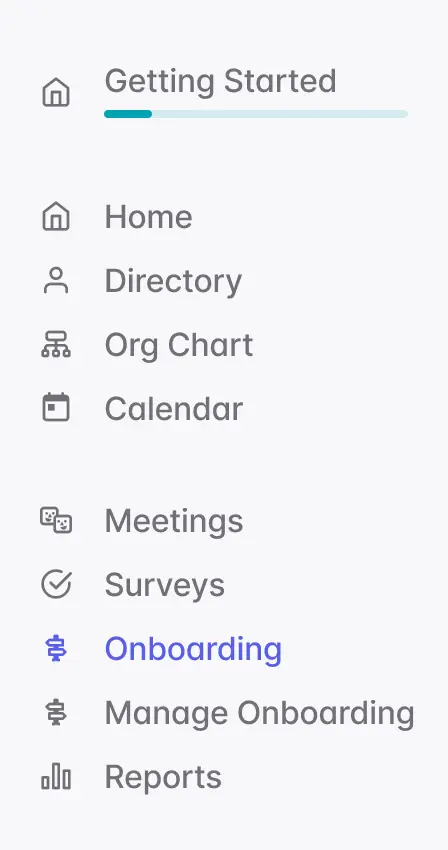 Getting Started
Home
Directory
Org Chart
Calendar
Meetings
Surveys
Onboarding
Manage Onboarding
Reports